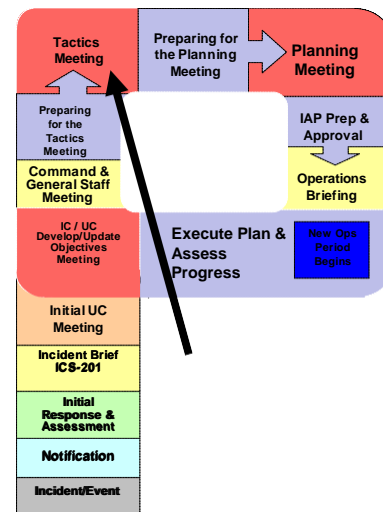 Tactics
Meeting
Preparing for
the Planning
Meeting
Planning
Meeting
Preparing
for the
Tactics
Meeting
IAP Prep &
Approval
Command &
General Staff
Meeting
Operations
Briefing
IC / UC
Develop/Update
Objectives
Meeting
Execute Plan &
Assess
Progress
New Ops
Period
Begins
Initial UC
Meeting
Incident Brief
ICS-201
Initial
Response &
Assessment
Notification
Incident/Event